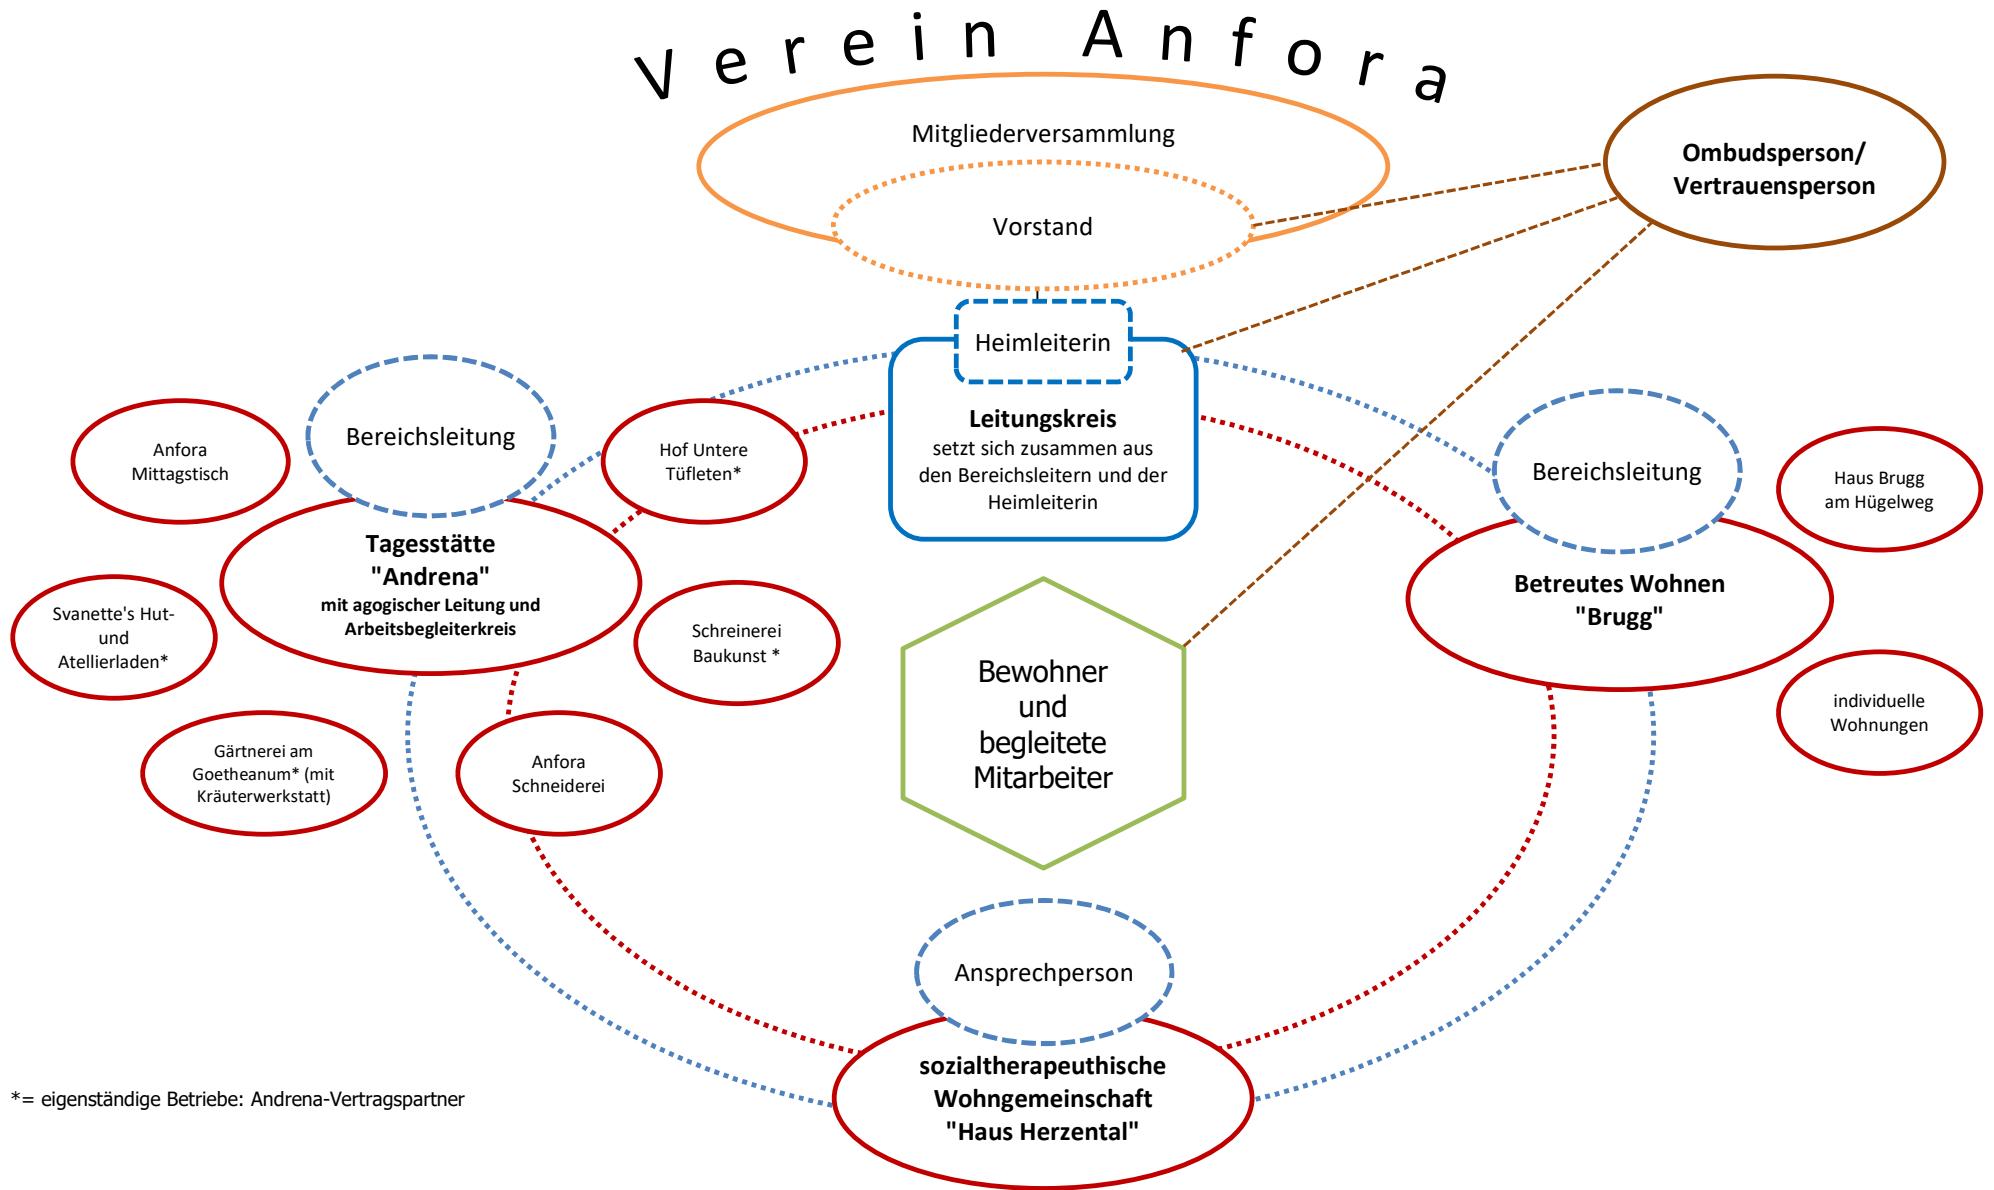 Verein Anfora
Mitgliederversammlung
Vorstand
Ombudsperson/
Vertrauensperson
Heimleiterin
Leitungskreis
setzt sich zusammen aus
den Bereichsleitern und der
Heimleiterin
Bereichsleitung
Anfora
Mittagstisch
Hof Untere
Tüfleten*
Tagesstätte
"Andrena"
mit agogischer Leitung und
Arbeitsbegleiterkreis
Svanette's Hut-
und
Atellierladen*
Schreinerei
Baukunst *
Gärtnerei am
Goetheanum* (mit
Kräuterwerkstatt)
Anfora
Schneiderei
Bereichsleitung
Haus Brugg
am Hügelweg
Betreutes Wohnen
"Brugg"
individuelle
Wohnungen
Bewohner
und
begleitete
Mitarbeiter
Ansprechperson
sozialtherapeuthische
Wohngemeinschaft
"Haus Herzental"
*= eigenständige Betriebe: Andrena-Vertragspartner